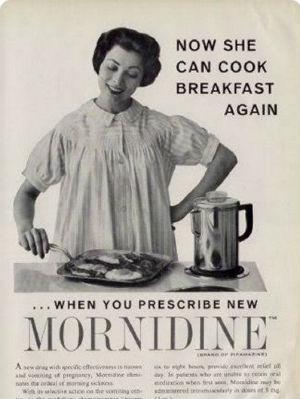 NOW SHE
CAN COOK
BREAKFAST
AGAIN
...WHEN YOU PRESCRIBE NEW
MORNIDINE™
(BRAND OF PIPAMAZINE)
A new drug with specific effectiveness in nausea
and vomiting of pregnancy, Mornidine elimi-
nates the ordeal of morning sickness.
With its selective action on the vomiting cen-
six to eight hours, provide excellent relief all
day. In patients who are unable to retain oral
medication when first seen, Mornidine may be
administered intramuscularly in doses of 5 mg.